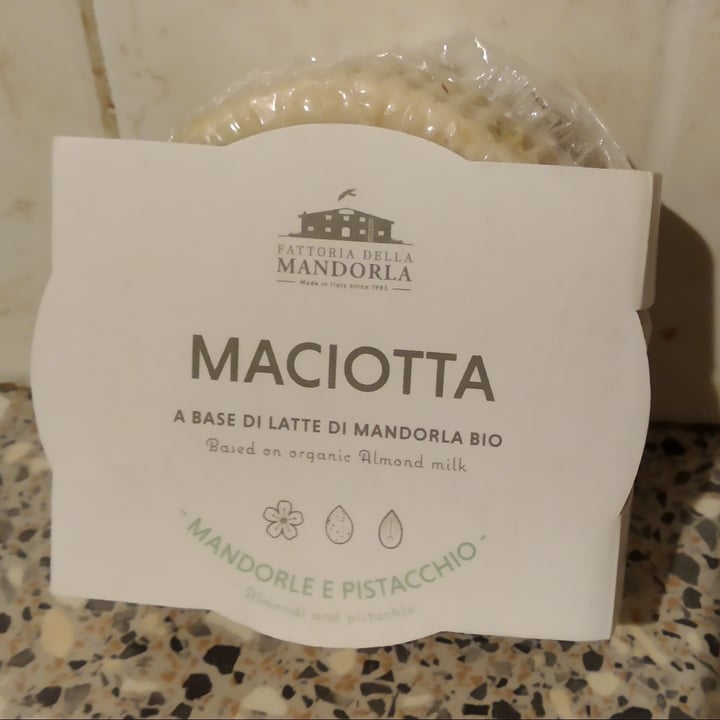 FATTORIA DELLA
MANDORLA
Made in Italy since 1983
MACIOTTA
A BASE DI LATTE DI MANDORLA BIO
Based on organic Almond milk
- MANDORLE E PISTACCHIO -
Almonds and pistachio